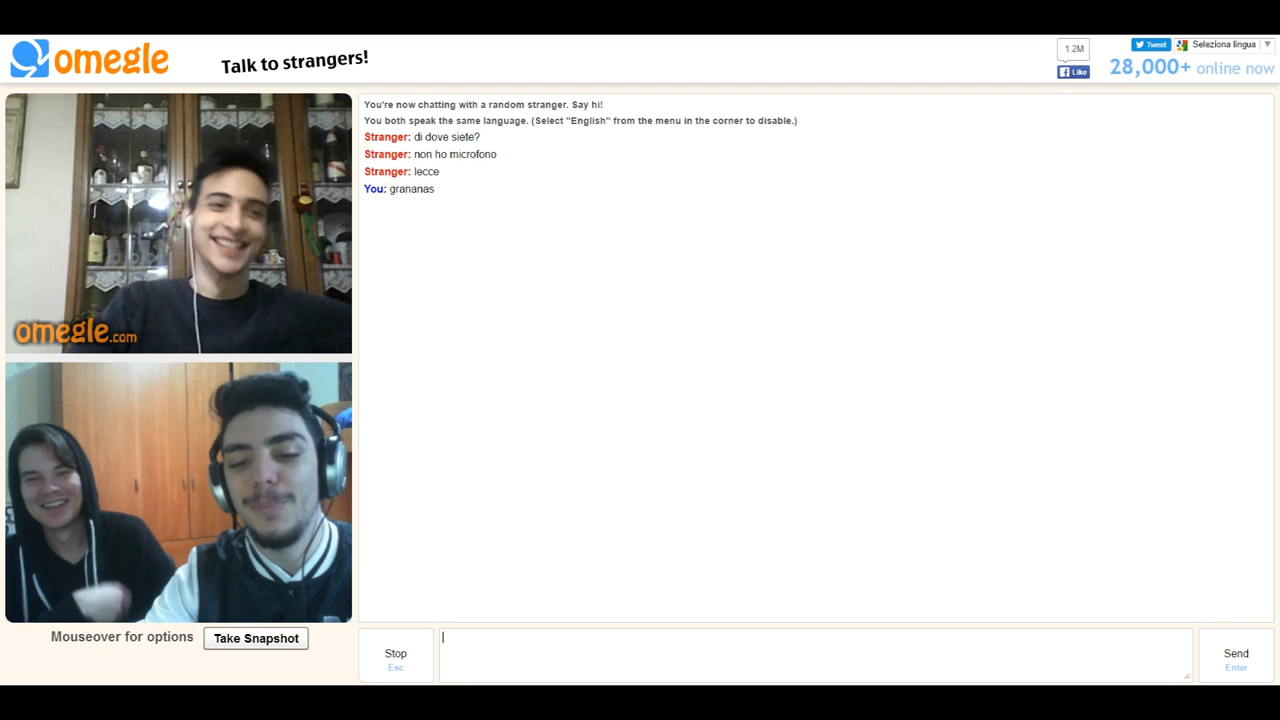 omegle
Talk to strangers!
1.2M
Like
Tweet
Seleziona lingua
28,000+ online now
omegle.com
You're now chatting with a random stranger. Say hi!
You both speak the same language. (Select "English" from the menu in the corner to disable.)
Stranger: di dove siete?
Stranger: non ho microfono
Stranger: lecce
You: grananas
Mouseover for options
Take Snapshot
Stop
Esc
Send
Enter